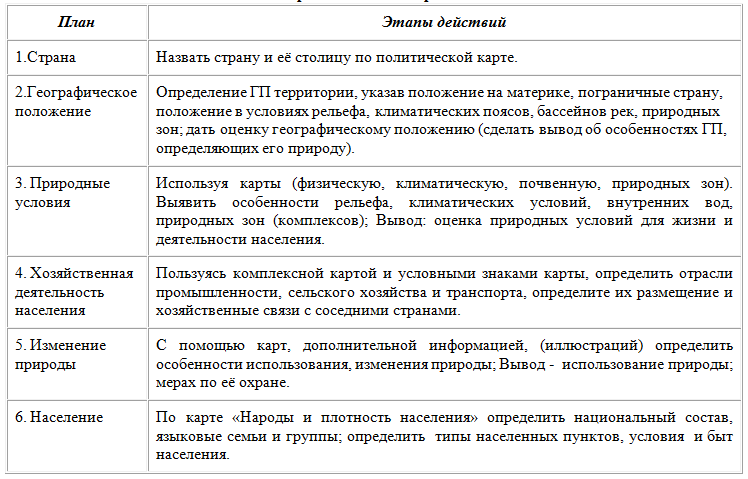 План
Этапы действий
1.Страна
Назвать страну и её столицу по политической карте.
2.Географическое
положение
Определение ГП территории, указав положение на материке, пограничные страну,
положение в условиях рельефа, климатических поясов, бассейнов рек, природных
зон; дать оценку географическому положению (сделать вывод об особенностях ГП,
определяющих его природу).
3. Природные
условия
Используя карты (физическую, климатическую, почвенную, природных зон).
Выявить особенности рельефа, климатических условий, внутренних вод,
природных зон (комплексов); Вывод: оценка природных условий для жизни и
деятельности населения.
4. Хозяйственная
деятельность
населения
Пользуясь комплексной картой и условными знаками карты, определить отрасли
промышленности, сельского хозяйства и транспорта, определите их размещение и
хозяйственные связи с соседними странами.
5. Изменение
природы
С помощью карт, дополнительной информацией, (иллюстраций) определить
особенности использования, изменения природы; Вывод - использование природы;
мерах по её охране.
6. Население
По карте «Народы и плотность населения» определить национальный состав,
языковые семьи и группы; определить типы населенных пунктов, условия и быт
населения.